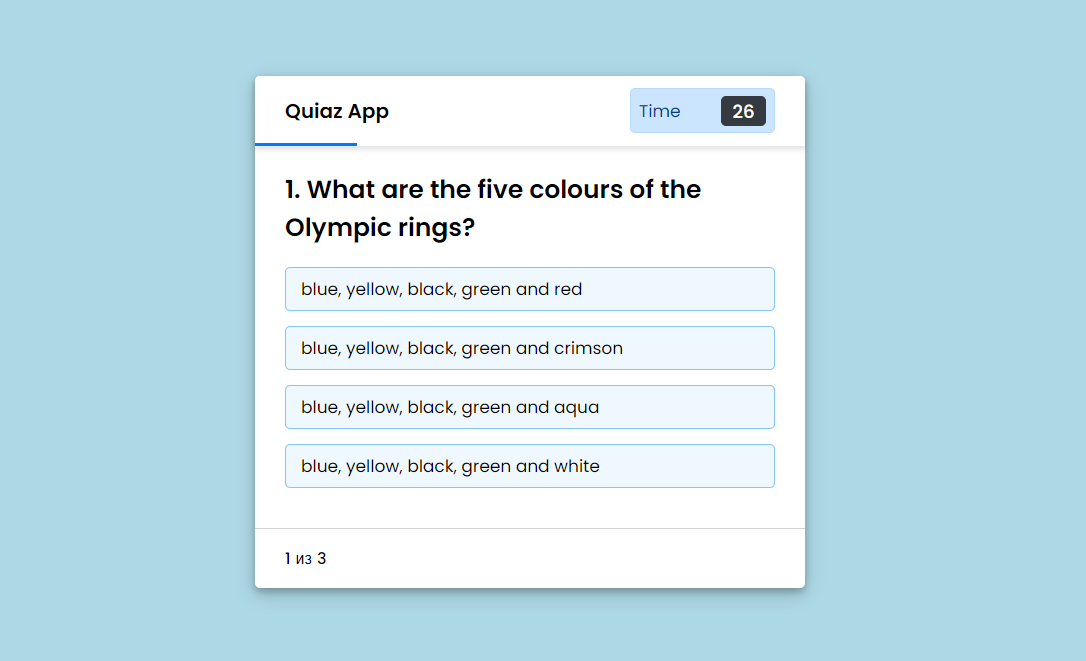 Quiaz App
Time 26
1. What are the five colours of the
Olympic rings?
blue, yellow, black, green and red
blue, yellow, black, green and crimson
blue, yellow, black, green and aqua
blue, yellow, black, green and white
1 из 3